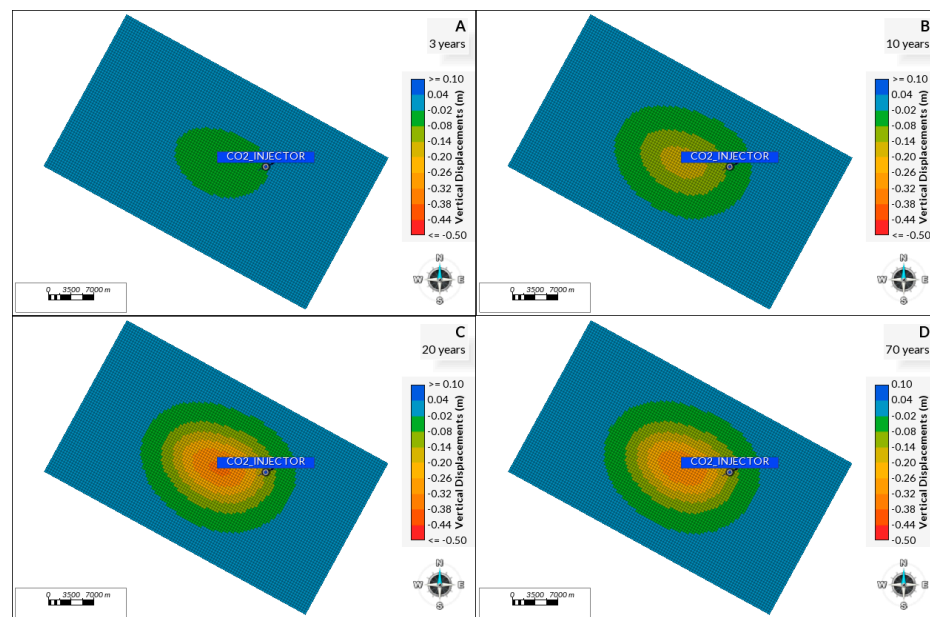 A
3 years
>= 0.10
0.04
-0.02
-0.08
-0.14
-0.20
-0.26
-0.32
-0.38
-0.44
<= -0.50
Vertical Displacements (m)
CO2_INJECTOR
N
W E
S
0 3500 7000 m
B
10 years
>= 0.10
0.04
-0.02
-0.08
-0.14
-0.20
-0.26
-0.32
-0.38
-0.44
<= -0.50
Vertical Displacements (m)
CO2_INJECTOR
N
W E
S
0 3500 7000 m
C
20 years
>= 0.10
0.04
-0.02
-0.08
-0.14
-0.20
-0.26
-0.32
-0.38
-0.44
<= -0.50
Vertical Displacements (m)
CO2_INJECTOR
N
W E
S
0 3500 7000 m
D
70 years
0.10
0.04
-0.02
-0.08
-0.14
-0.20
-0.26
-0.32
-0.38
-0.44
-0.50
Vertical Displacements (m)
CO2_INJECTOR
N
W E
S
0 3500 7000 m